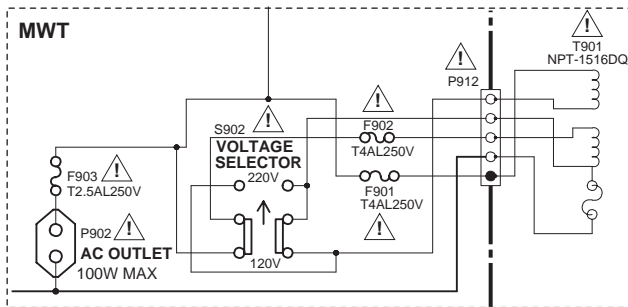 MWT
T901
NPT-1516DQ
P912
S902
VOLTAGE
SELECTOR
220V
120V
F902
T4AL250V
F901
T4AL250V
F903
T2.5AL250V
P902
AC OUTLET
100W MAX
!
!
!
!
!
!
!